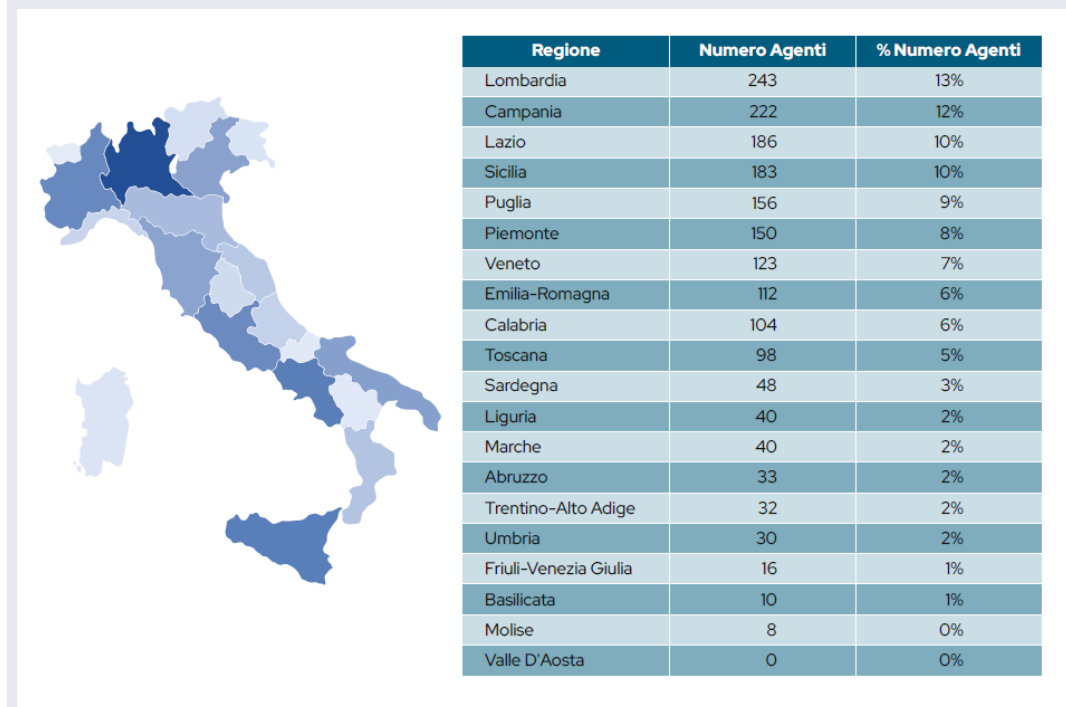 Regione Numero Agenti % Numero Agenti
Lombardia 243 13%
Campania 222 12%
Lazio 186 10%
Sicilia 183 10%
Puglia 156 9%
Piemonte 150 8%
Veneto 123 7%
Emilia-Romagna 112 6%
Calabria 104 6%
Toscana 98 5%
Sardegna 48 3%
Liguria 40 2%
Marche 40 2%
Abruzzo 33 2%
Trentino-Alto Adige 32 2%
Umbria 30 2%
Friuli-Venezia Giulia 16 1%
Basilicata 10 1%
Molise 8 0%
Valle D'Aosta 0 0%